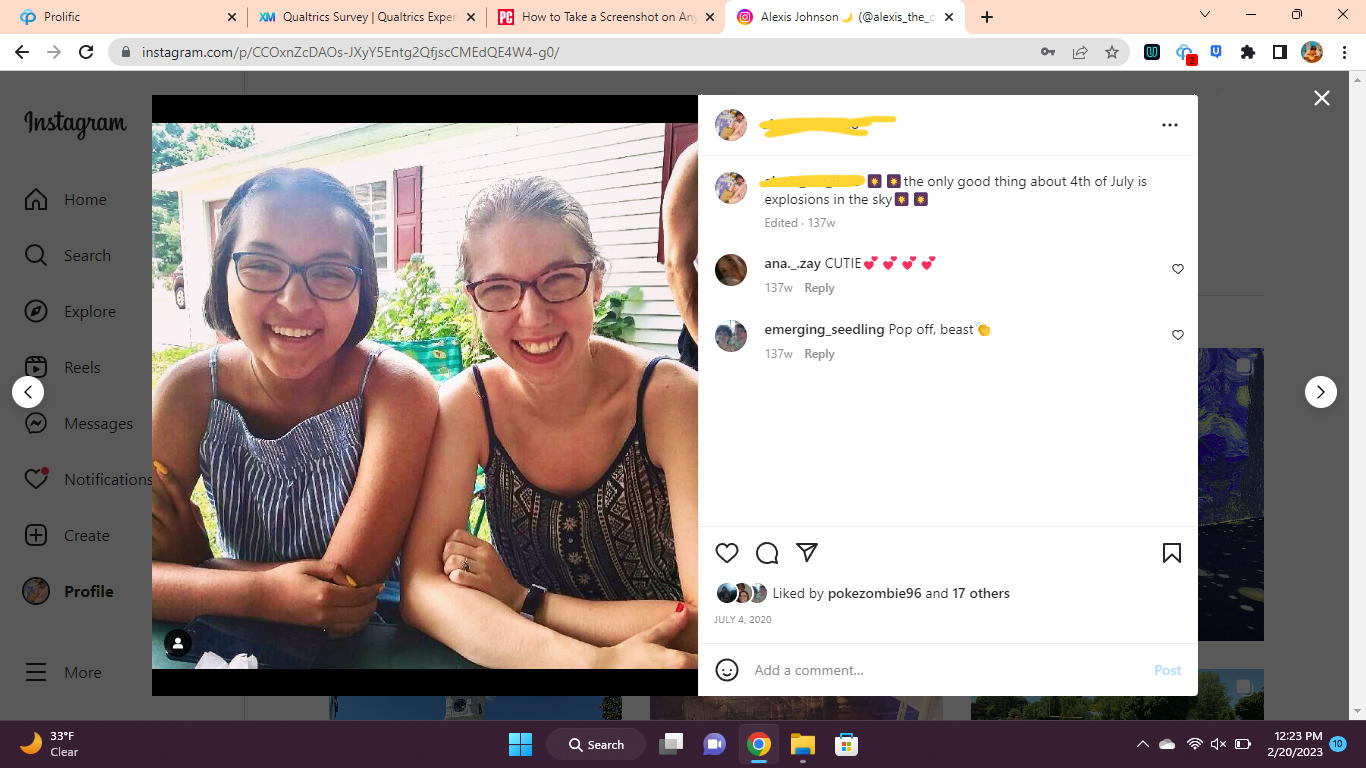 Prolific
Qualtrics Survey | Qualtrics Exper
How to Take a Screenshot on An
Alexis Johnson🌙 (@alexis_the_
instagram.com/p/CCOxnZcDAOs-JXyY5Entg2QfjscCMEdQE4W4-g0/
2
Instagram
Home
Search
Explore
Reels
Messages
Notifications
Create
Profile
More
🎇 🎇the only good thing about 4th of July is
explosions in the sky🎇 🎇
Edited · 137w
ana._.zay CUTIE💕 💕 💕 💕
137w Reply
emerging_seedling Pop off, beast👏
137w Reply
Liked by pokezombie96 and 17 others
JULY 4, 2020
Add a comment...
Post
33°F
Clear
Search
12:23 PM
2/20/2023
10